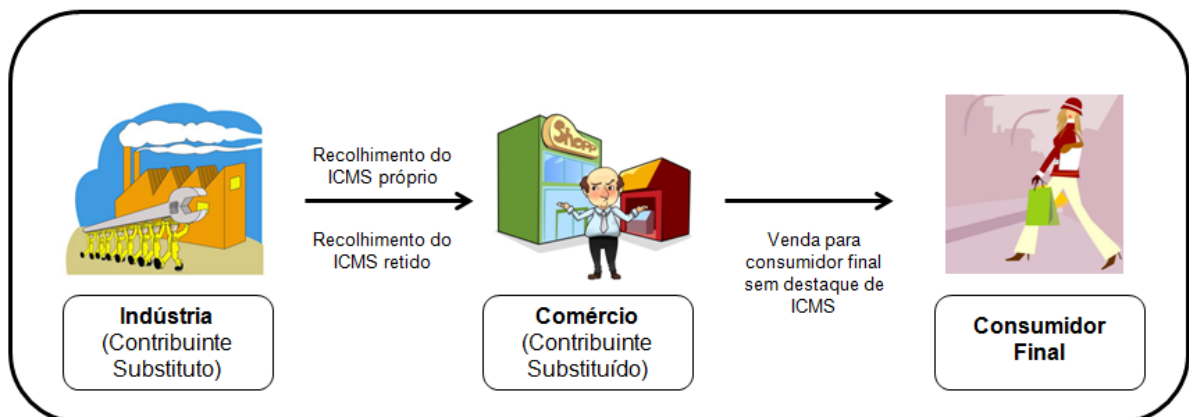 Recolhimento do
ICMS próprio
Recolhimento do
ICMS retido
Shopp
Venda para
consumidor final
sem destaque de
ICMS
Indústria
(Contribuinte
Substituto)
Comércio
(Contribuinte
Substituído)
Consumidor
Final